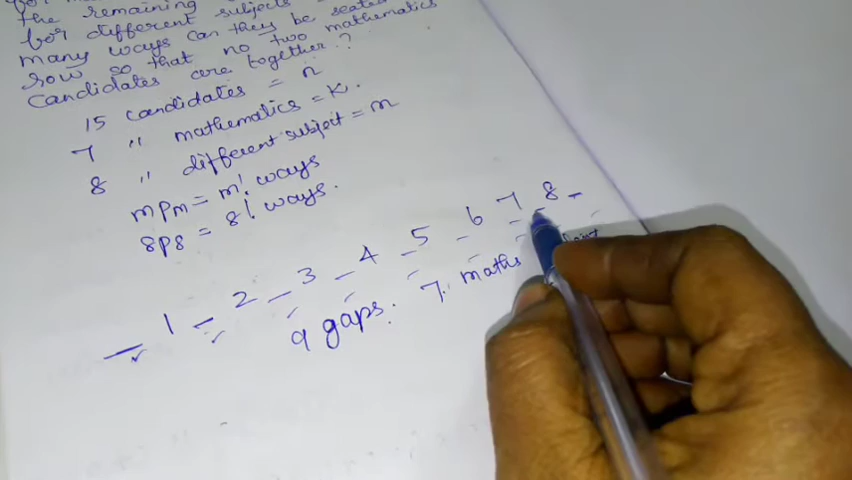 the remaining
for different subjects
many ways can they be seated
row so that no two mathematics
Candidates are together?
15 candidates = n
7 " mathematics = k.
8 " different subject = m
mPm = m! ways
8P8 = 8! ways.
_ 1 _ 2 _ 3 _ 4 _ 5 _ 6 _ 7 _ 8 _
9 gaps. 7 maths